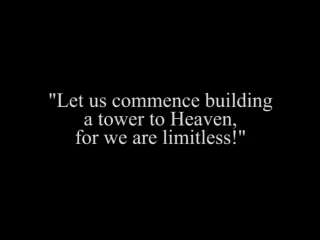 "Let us commence building
a tower to Heaven,
for we are limitless!"